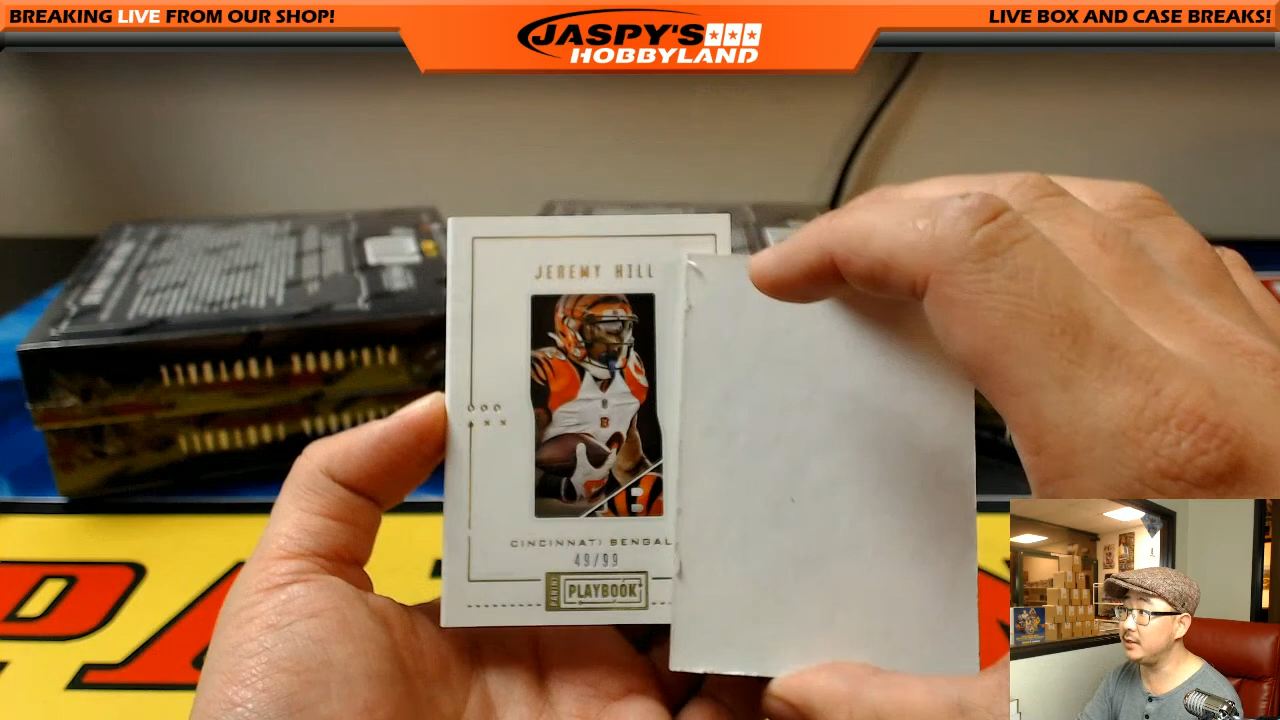 BREAKING LIVE FROM OUR SHOP!
JASPY'S
HOBBYLAND
LIVE BOX AND CASE BREAKS!
JEREMY HILL
CINCINNATI BENGAL
49/99
PANINI
PLAYBOOK